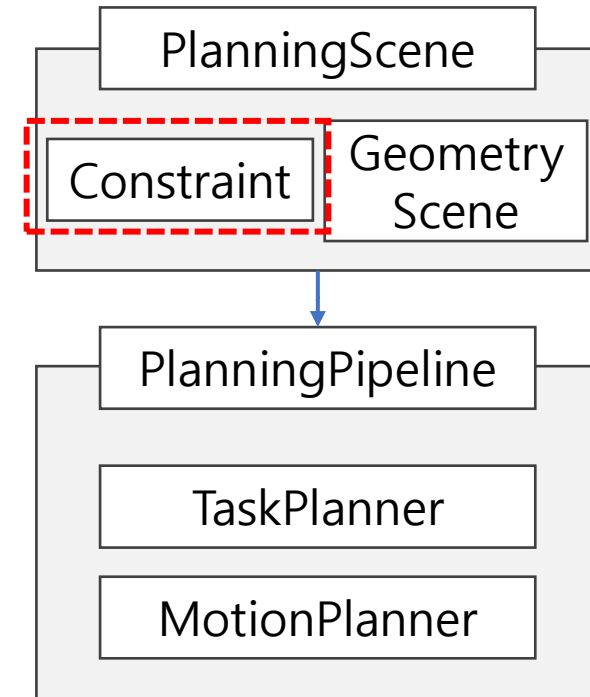 PlanningScene
Constraint
Geometry
Scene
PlanningPipeline
TaskPlanner
MotionPlanner